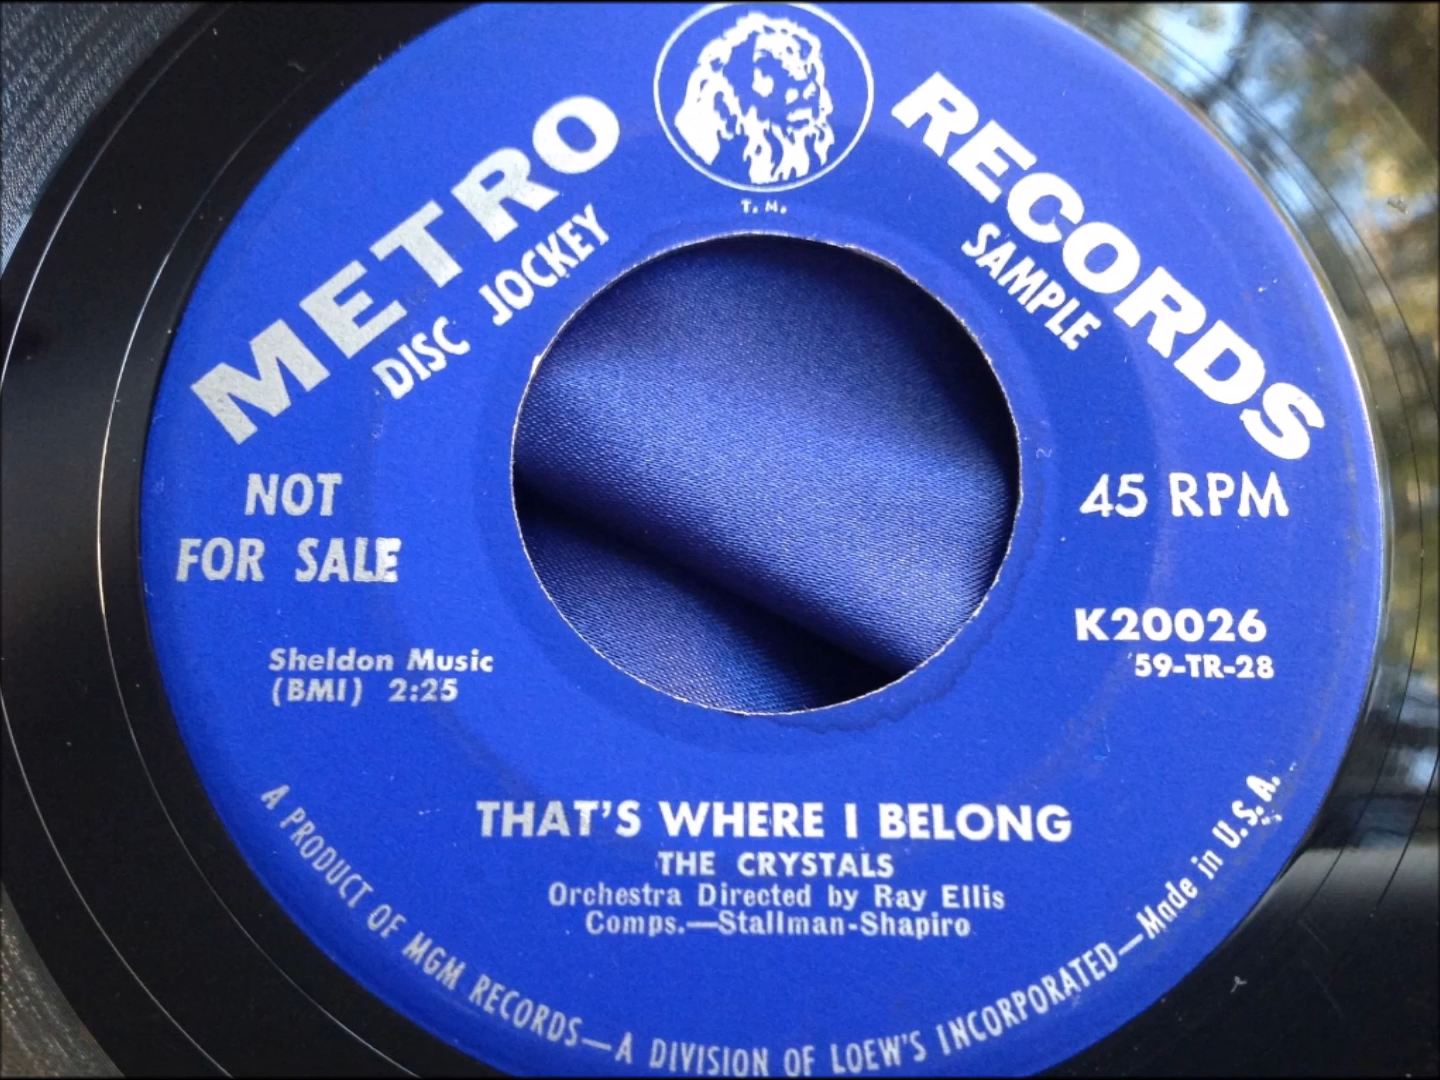 METRO RECORDS
DISC JOCKEY SAMPLE
T. M.
NOT
FOR SALE
45 RPM
K20026
59-TR-28
Sheldon Music
(BMI) 2:25
THAT'S WHERE I BELONG
THE CRYSTALS
Orchestra Directed by Ray Ellis
Comps.—Stallman-Shapiro
A PRODUCT OF MGM RECORDS—A DIVISION OF LOEW'S INCORPORATED—Made in U.S.A.